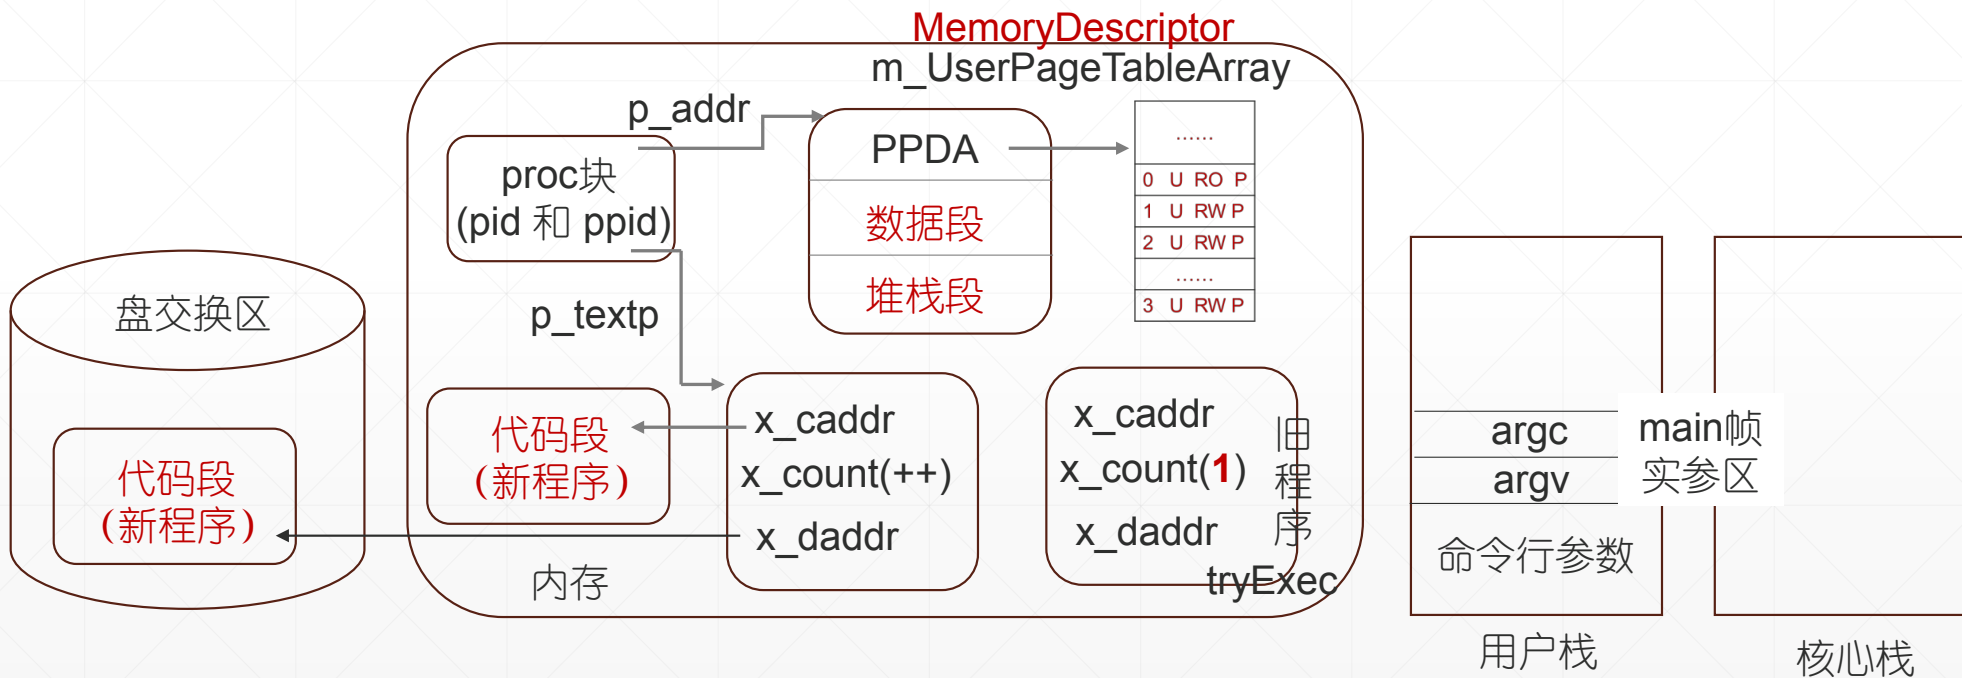 MemoryDescriptor
m_UserPageTableArray
p_addr
proc块
(pid 和 ppid)
p_textp
PPDA
数据段
堆栈段
......
0 U RO P
1 U RW P
2 U RW P
......
3 U RW P
盘交换区
代码段
(新程序)
代码段
(新程序)
内存
x_caddr
x_count(++)
x_daddr
x_caddr
x_count(1)
x_daddr
旧程序
tryExec
argc
argv
命令行参数
main帧
实参区
用户栈
核心栈